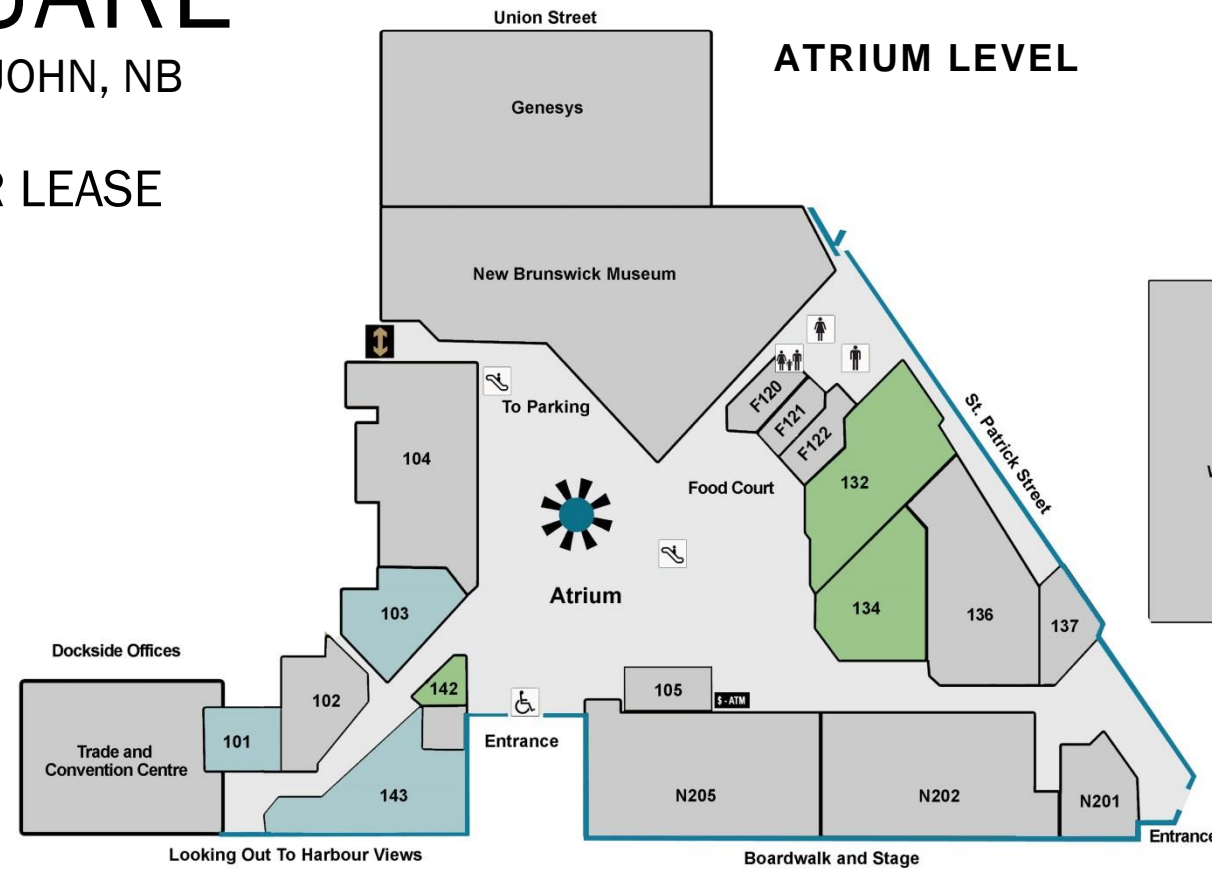 Union Street
ATRIUM LEVEL
JOHN, NB
LEASE
Genesys
New Brunswick Museum
To Parking
F120
F121
F122
104
Food Court
132
St. Patrick Street
Atrium
103
134
136
137
Dockside Offices
102
142
105
$ - ATM
101
Entrance
Trade and
Convention Centre
143
N205
N202
N201
Entrance
Looking Out To Harbour Views
Boardwalk and Stage